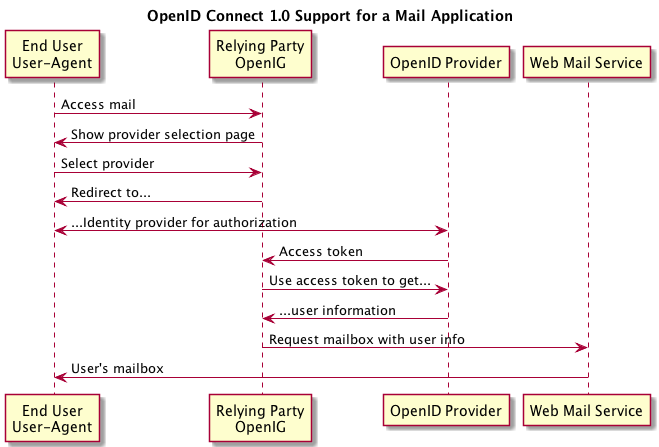 OpenID Connect 1.0 Support for a Mail Application
End User
User-Agent
Relying Party
OpenIG
OpenID Provider
Web Mail Service
Access mail
Show provider selection page
Select provider
Redirect to...
...Identity provider for authorization
Access token
Use access token to get...
...user information
Request mailbox with user info
User's mailbox
End User
User-Agent
Relying Party
OpenIG
OpenID Provider
Web Mail Service